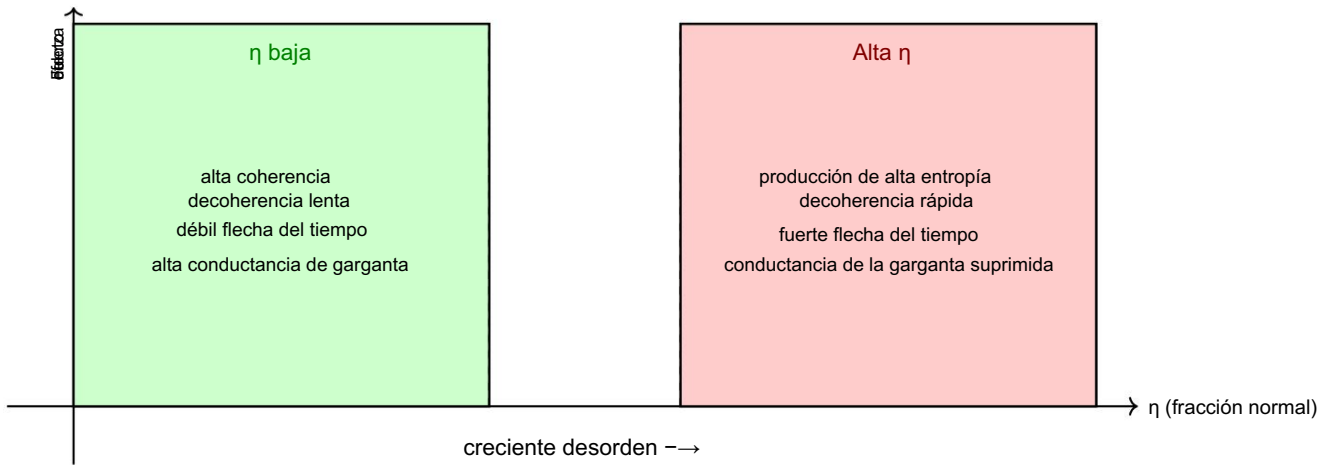 η baja
alta coherencia
decoherencia lenta
débil flecha del tiempo
alta conductancia de garganta
Alta η
producción de alta entropía
decoherencia rápida
fuerte flecha del tiempo
conductancia de la garganta suprimida
η (fracción normal)
creciente desorden −→